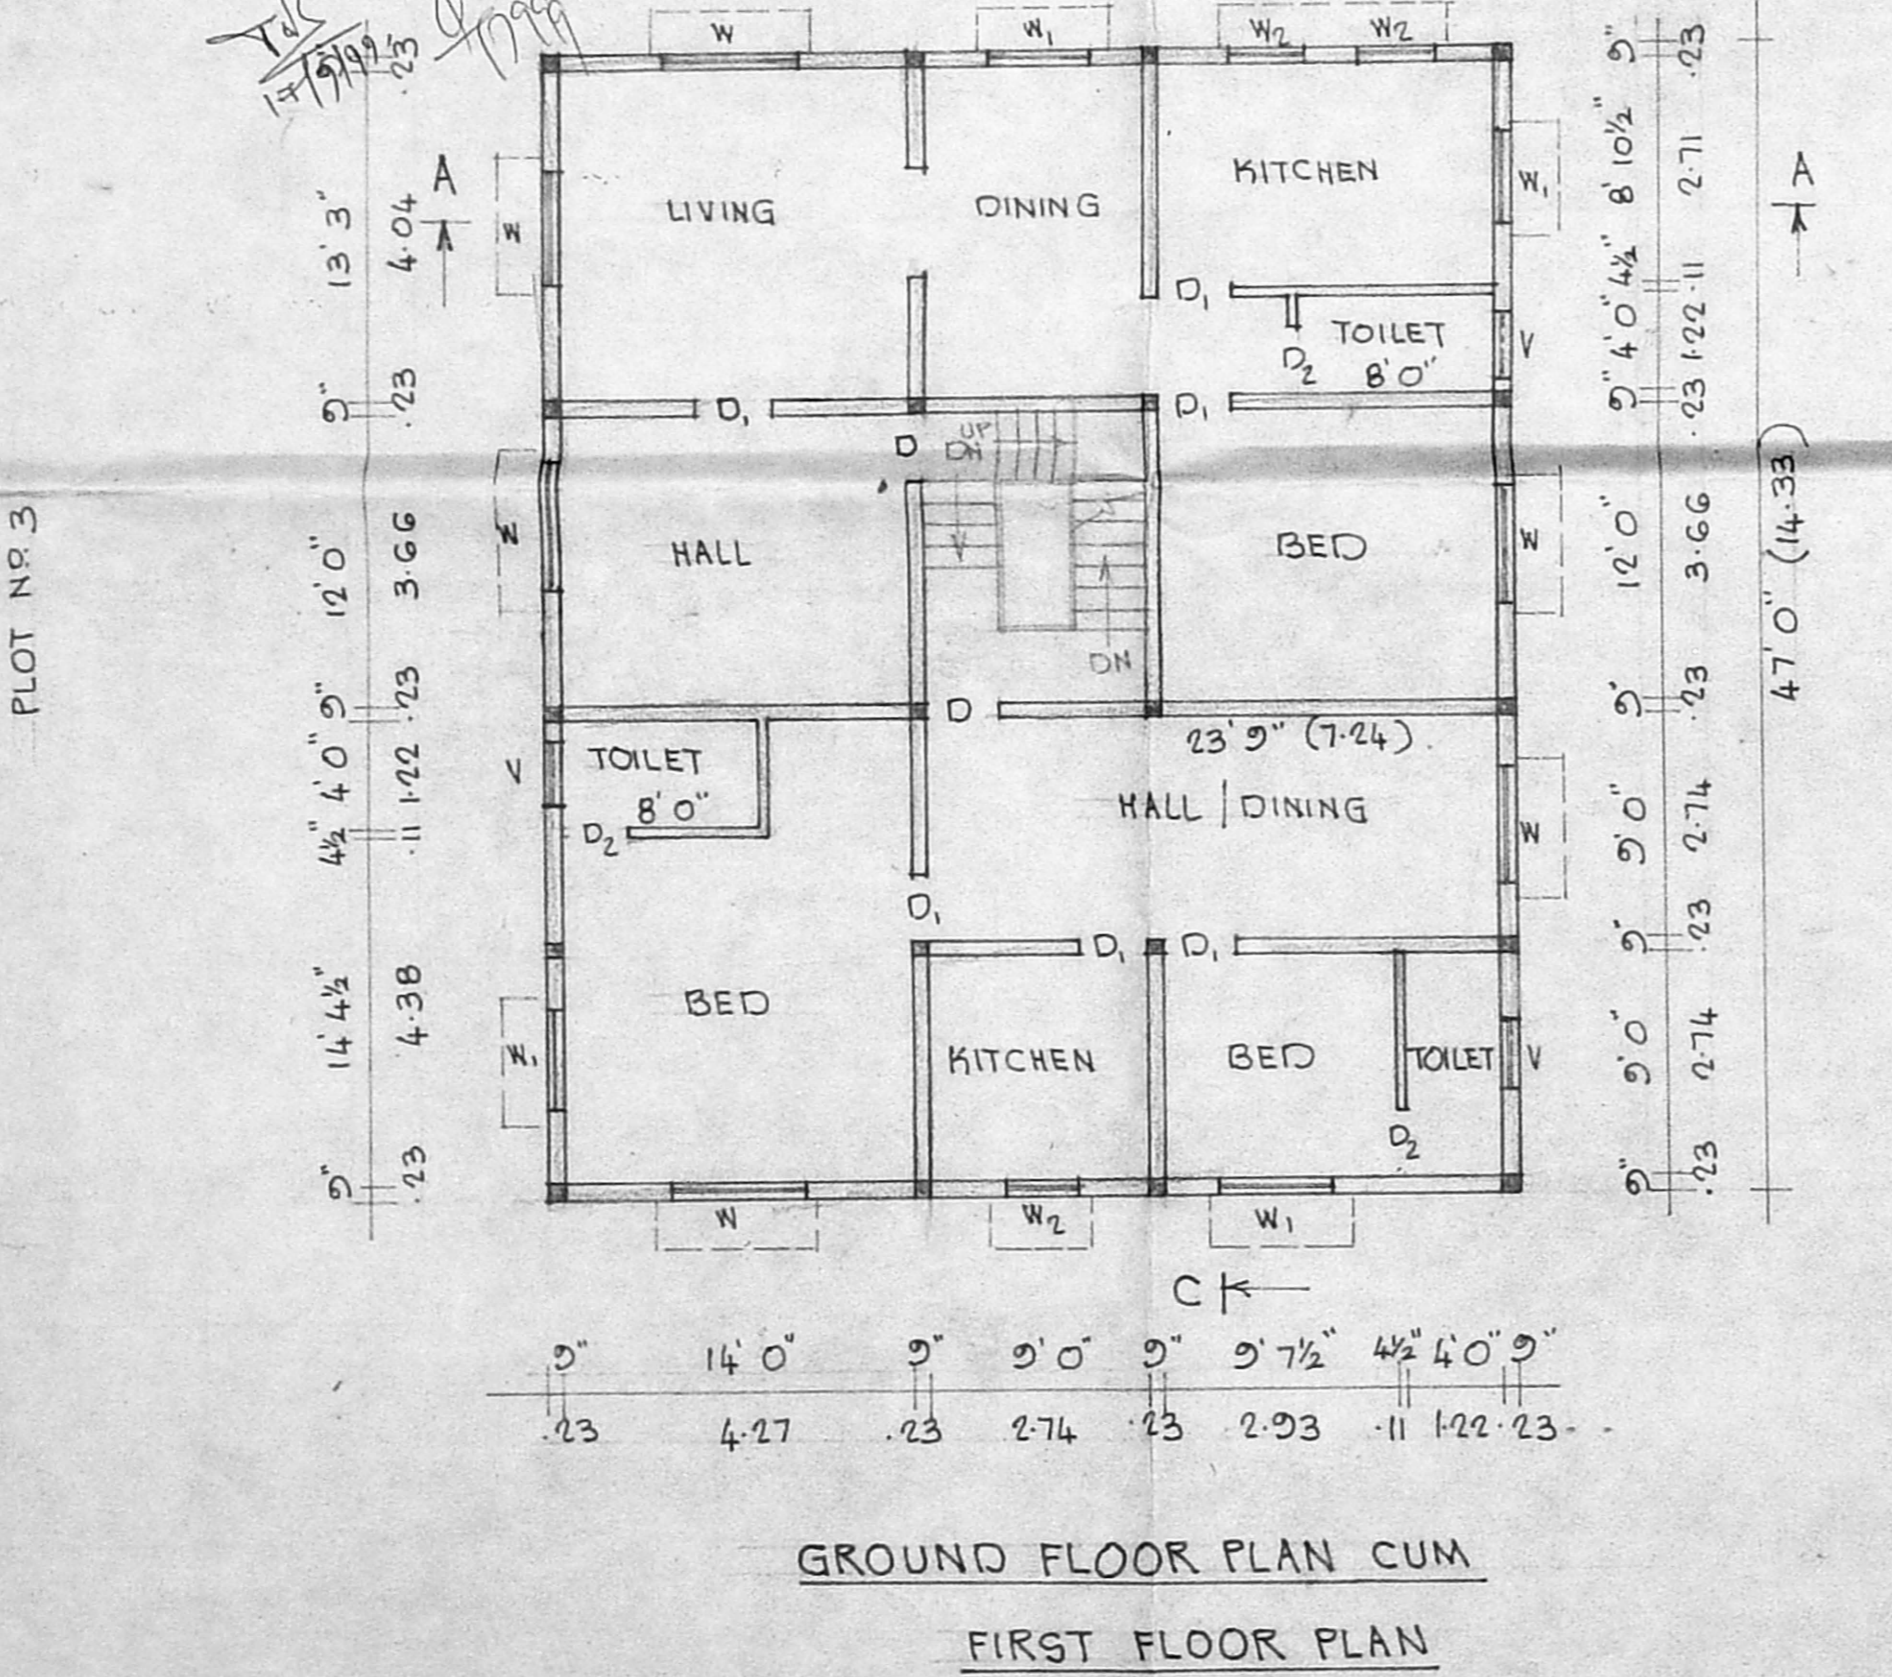 17/9/99
W W₁ W₂ W₂
.23 9" .23
A A
13' 3" 4.04 W LIVING DINING KITCHEN W₁ 8' 10½" 2.71
D₁ 4½" .11
TOILET V 4' 0" 1.22
D₂ 8' 0"
9" .23 D₁ D₁ 9" .23
D UP
DN
PLOT NO. 3
12' 0" 3.66 W HALL BED W 12' 0" 3.66 47' 0" (14.33)
DN
9" .23 D 9" .23
23' 9" (7.24).
4' 0" 1.22 V TOILET
8' 0" HALL / DINING W 9' 0" 2.74
4½" .11 D₂
D₁
D₁ D₁ 9" .23
14' 4½" 4.38 BED
W₁ KITCHEN BED TOILET V 9' 0" 2.74
D₂
9" .23 9" .23
W W₂ W₁
C
9" 14' 0" 9" 9' 0" 9" 9' 7½" 4½" 4' 0" 9"
.23 4.27 .23 2.74 .23 2.93 .11 1.22 .23
GROUND FLOOR PLAN CUM
FIRST FLOOR PLAN